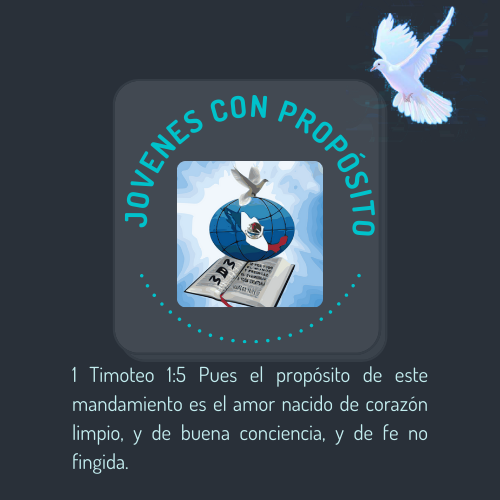 JOVENES CON PROPÓSITO
1 Timoteo 1:5 Pues el propósito de este
mandamiento es el amor nacido de corazón
limpio, y de buena conciencia, y de fe no
fingida.